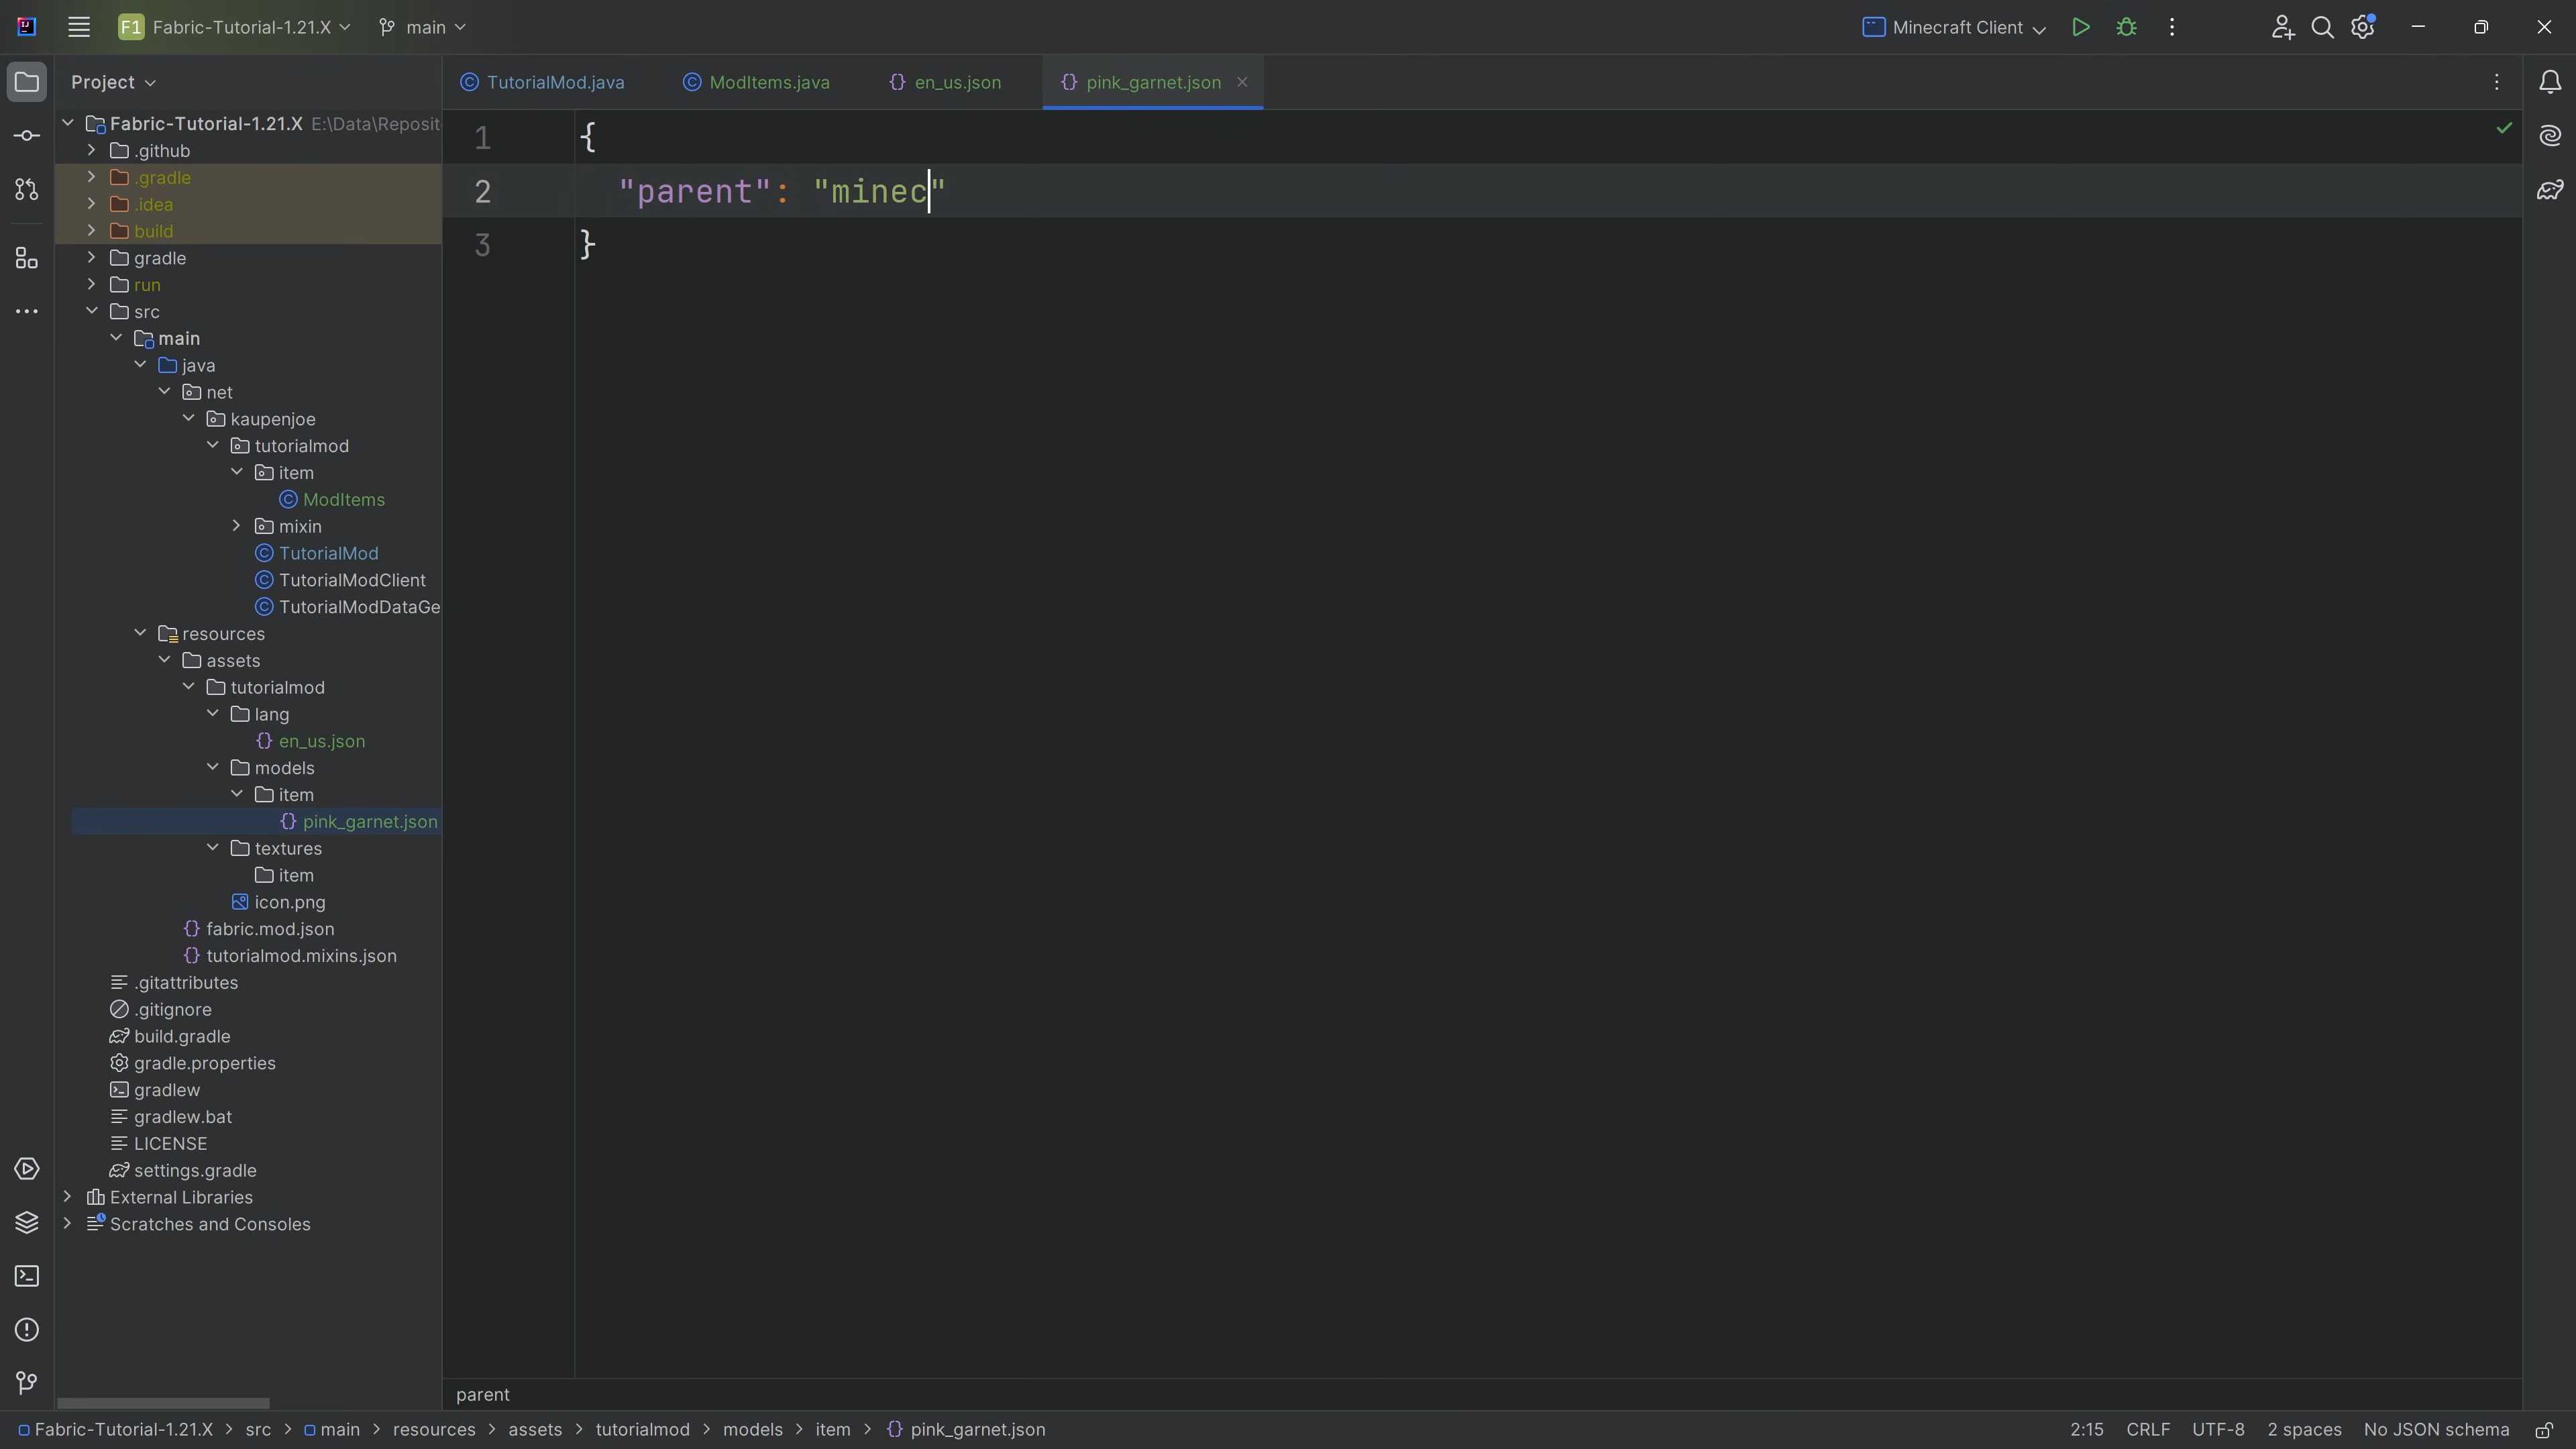 F1 Fabric-Tutorial-1.21.X main Minecraft Client
Project
TutorialMod.java ModItems.java en_us.json pink_garnet.json
Fabric-Tutorial-1.21.X E:\Data\Reposit
.github
.gradle
.idea
build
gradle
run
src
main
java
net
kaupenjoe
tutorialmod
item
ModItems
mixin
TutorialMod
TutorialModClient
TutorialModDataGe
resources
assets
tutorialmod
lang
en_us.json
models
item
pink_garnet.json
textures
item
icon.png
fabric.mod.json
tutorialmod.mixins.json
.gitattributes
.gitignore
build.gradle
gradle.properties
gradlew
gradlew.bat
LICENSE
settings.gradle
External Libraries
Scratches and Consoles
1 {
2 "parent": "minec"
3 }
parent
Fabric-Tutorial-1.21.X > src > main > resources > assets > tutorialmod > models > item > pink_garnet.json
2:15 CRLF UTF-8 2 spaces No JSON schema